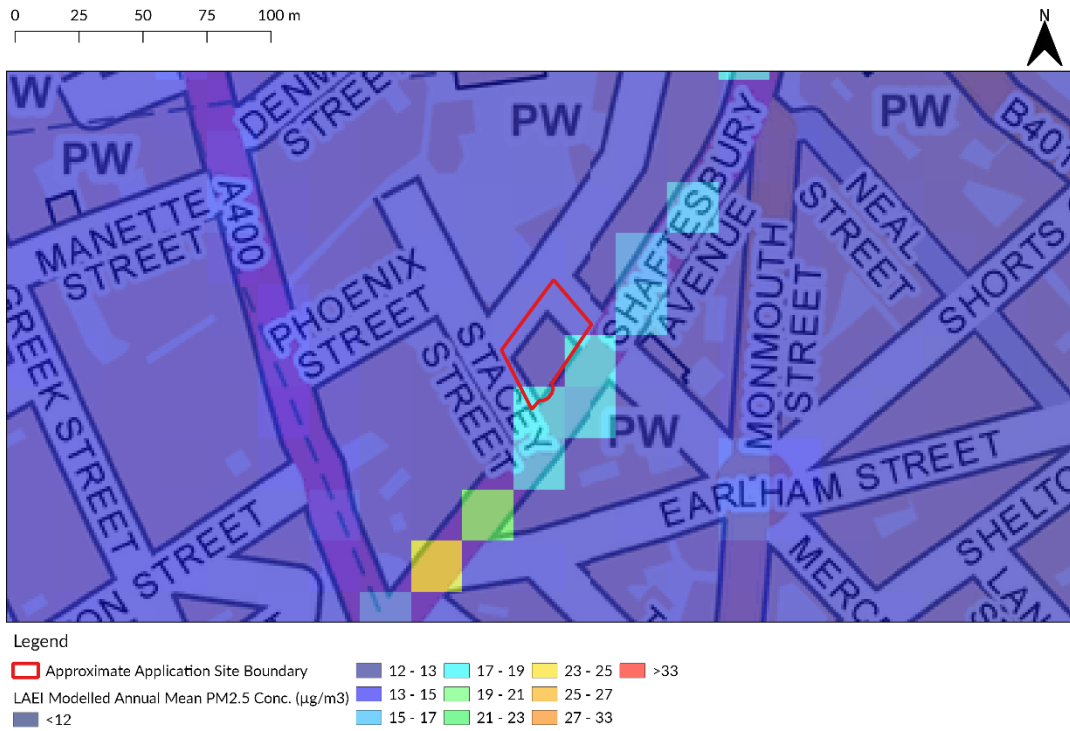 0 25 50 75 100 m
N
W
DENM
STREET
PW
PW
PW
B401
A400
MANETTE
STREET
SHAFTESBURY
AVENUE
NEAL
STREET
SHORTS
PHOENIX
STREET
GREEK STREET
STACEY
STREET
MONMOUTH
STREET
PW
EARLHAM STREET
ON STREET
SHELTO
MERC
LAN
Legend
Approximate Application Site Boundary
LAEI Modelled Annual Mean PM2.5 Conc. (µg/m3)
<12
12 - 13
13 - 15
15 - 17
17 - 19
19 - 21
21 - 23
23 - 25
25 - 27
27 - 33
>33